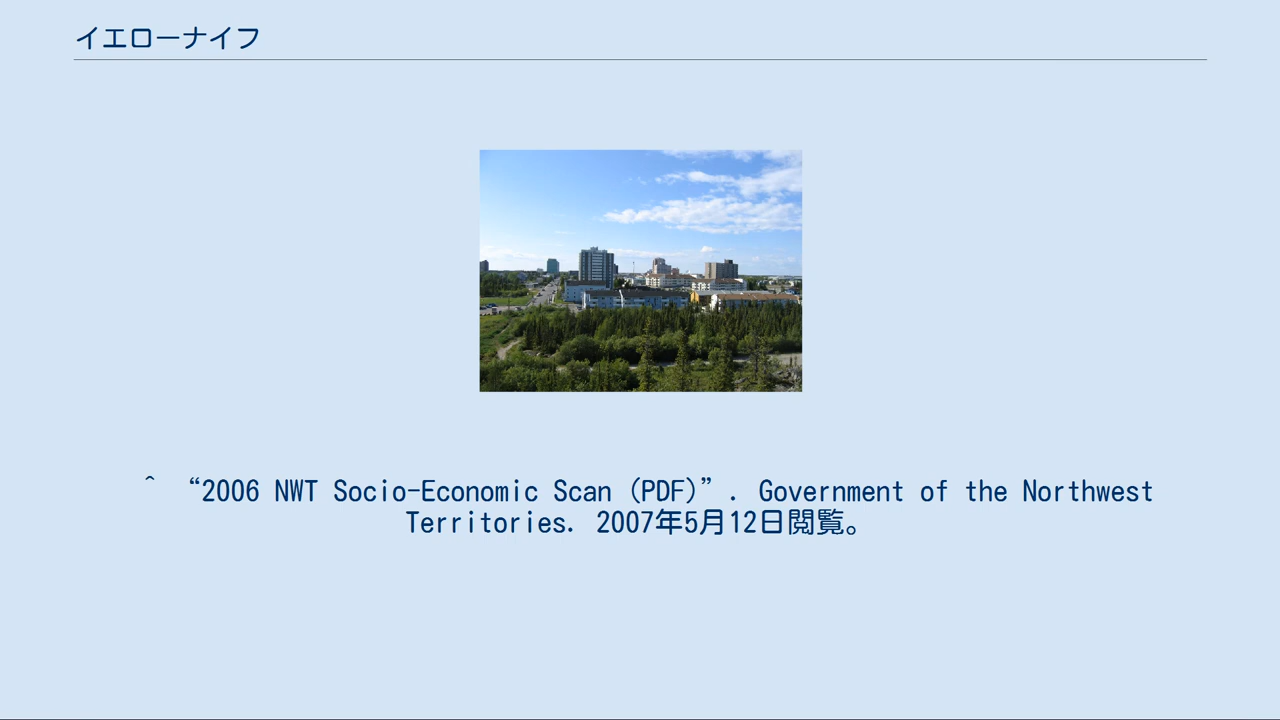 イエローナイフ
^ “2006 NWT Socio-Economic Scan (PDF)”. Government of the Northwest
Territories. 2007年5月12日閲覧。